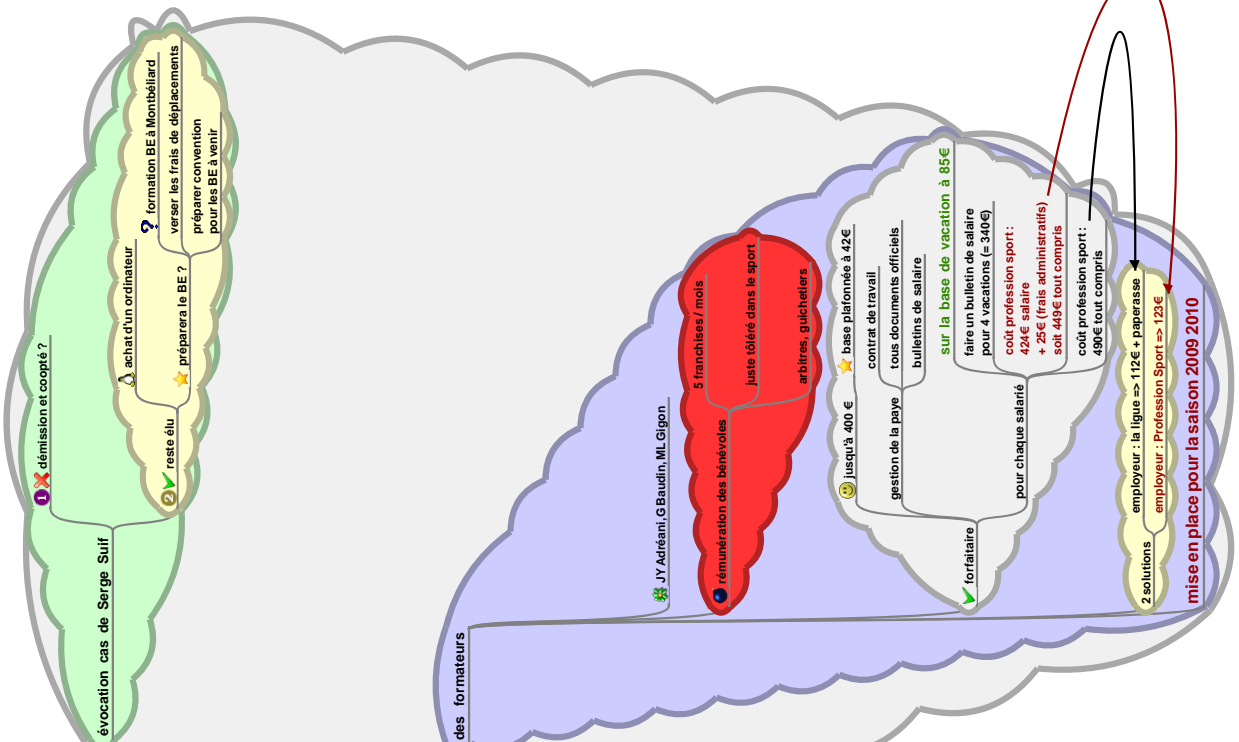 évocation cas de Serge Suif
démission et coopté ?
reste élu
achat d'un ordinateur
préparera le BE ?
formation BE à Montbéliard
verser les frais de déplacements
préparer convention
pour les BE à venir
des formateurs
JY Adréani,G Baudin,ML Gigon
rémunération des bénévoles
5 franchises / mois
juste toléré dans le sport
arbitres, guichetiers
forfaitaire
jusqu'à 400 €
base plafonnée à 42€
gestion de la paye
contrat de travail
tous documents officiels
bulletins de salaire
pour chaque salarié
sur la base de vacation à 85€
faire un bulletin de salaire
pour 4 vacations (= 340€)
coût profession sport :
424€ salaire
+ 25€ (frais administratifs)
soit 449€ tout compris
coût profession sport :
490€ tout compris
2 solutions
employeur : la ligue => 112€ + paperasse
employeur : Profession Sport => 123€
mise en place pour la saison 2009 2010